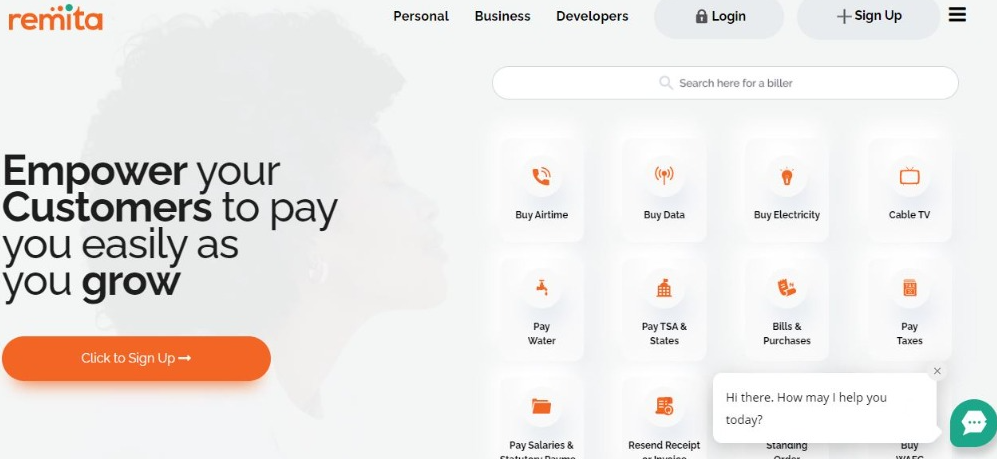 remita
Personal Business Developers Login Sign Up
Search here for a biller
Empower your
Customers to pay
you easily as
you grow
Click to Sign Up
Buy Airtime
Buy Data
Buy Electricity
Cable TV
Pay
Water
Pay TSA &
States
Bills &
Purchases
Pay
Taxes
Pay Salaries &
Statutory Payme
Resend Receipt
or Invoice
Standing
Order
Buy
WAEC
Hi there. How may I help you
today?